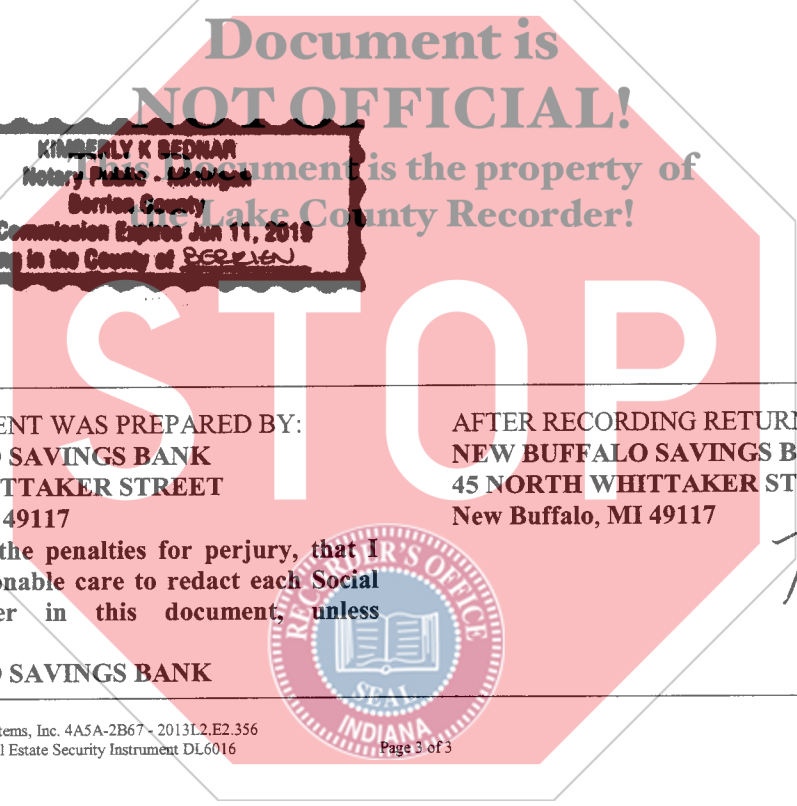 Document is
NOT OFFICIAL!
This Document is the property of
the Lake County Recorder!
KIMBERLY K BEDNAR
Notary Public - Michigan
Berrien County
Commission Expires Jun 11, 2019
in the County of BERRIEN
STOP
ENT WAS PREPARED BY:
SAVINGS BANK
TTAKER STREET
49117
the penalties for perjury, that I
onable care to redact each Social
er in this document, unless
SAVINGS BANK
AFTER RECORDING RETURN
NEW BUFFALO SAVINGS B
45 NORTH WHITTAKER ST
New Buffalo, MI 49117
RECORDER'S OFFICE
SEAL
INDIANA
tems, Inc. 4A5A-2B67 - 2013L2,E2.356
l Estate Security Instrument DL6016
Page 3 of 3